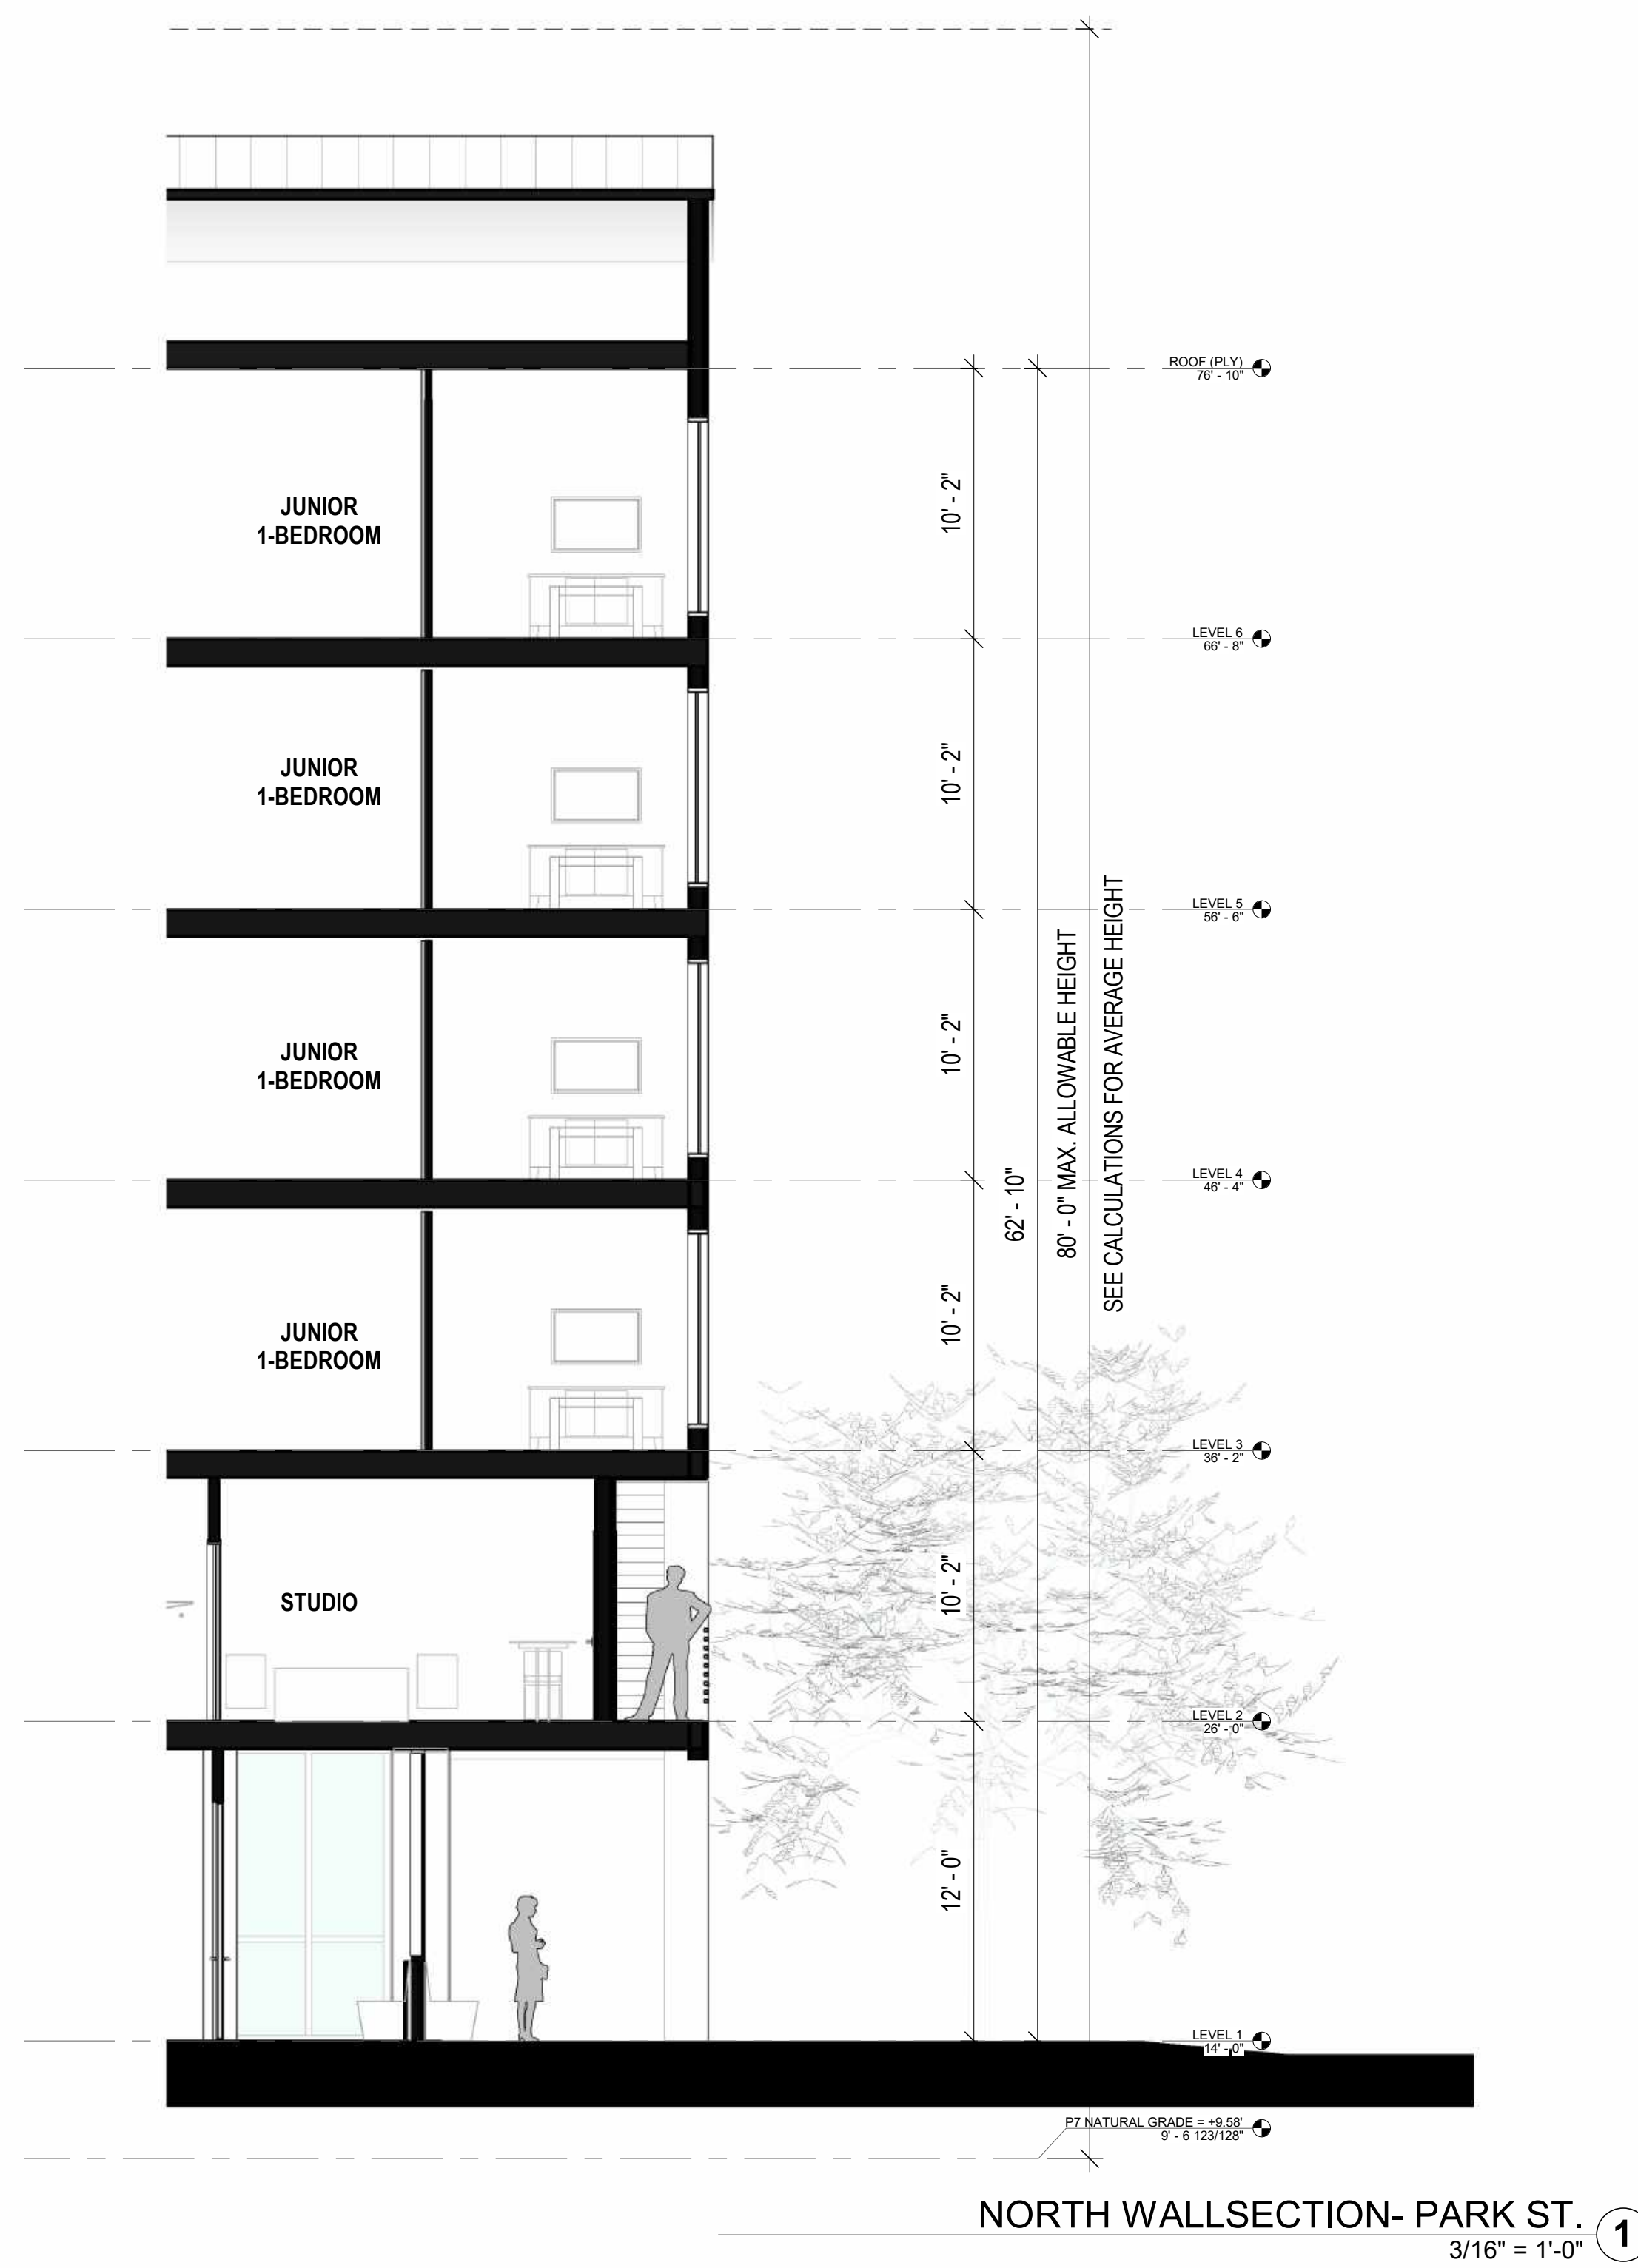 ROOF (PLY)
76' - 10"
10' - 2"
JUNIOR
1-BEDROOM
LEVEL 6
66' - 8"
10' - 2"
JUNIOR
1-BEDROOM
LEVEL 5
56' - 6"
10' - 2"
JUNIOR
1-BEDROOM
62' - 10"
80' - 0" MAX. ALLOWABLE HEIGHT
SEE CALCULATIONS FOR AVERAGE HEIGHT
LEVEL 4
46' - 4"
10' - 2"
JUNIOR
1-BEDROOM
LEVEL 3
36' - 2"
10' - 2"
STUDIO
LEVEL 2
26' - 0"
12' - 0"
LEVEL 1
14' - 0"
P7 NATURAL GRADE = +9.58'
9' - 6 123/128"
NORTH WALLSECTION- PARK ST.
3/16" = 1'-0"
1